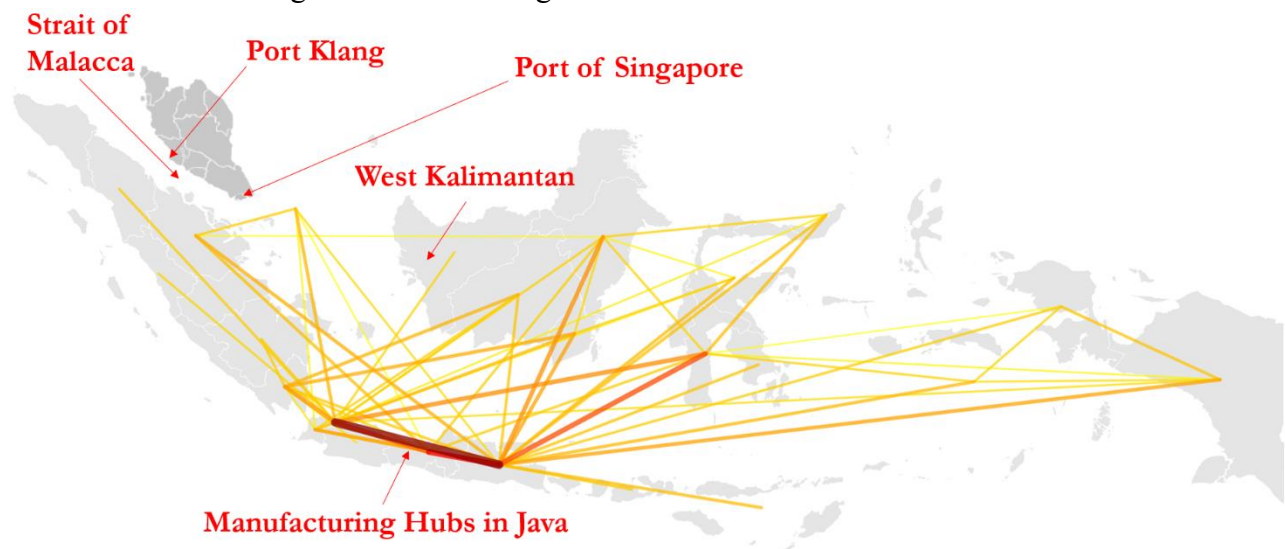 Strait of
Malacca
Port Klang
Port of Singapore
West Kalimantan
Manufacturing Hubs in Java